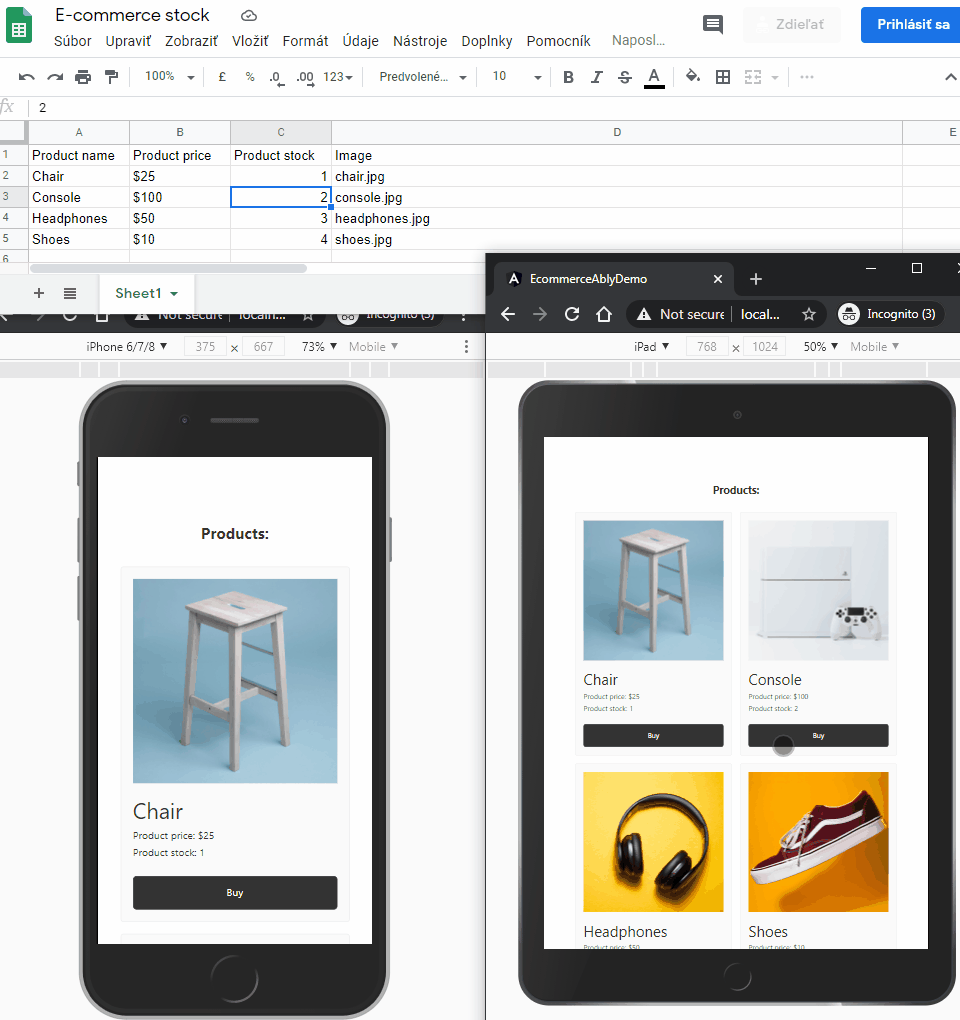 E-commerce stock
Súbor Upraviť Zobraziť Vložiť Formát Údaje Nástroje Doplnky Pomocník Naposl...
Zdieľať
Prihlásiť sa
100% £ % .0 .00 123 Predvolené... 10 B I S A ...
fx 2
A B C D E
1 Product name Product price Product stock Image
2 Chair $25 1 chair.jpg
3 Console $100 2 console.jpg
4 Headphones $50 3 headphones.jpg
5 Shoes $10 4 shoes.jpg
6
Sheet1
Not secure localh... Incognito (3)
iPhone 6/7/8 375 x 667 73% Mobile
Products:
Chair
Product price: $25
Product stock: 1
Buy
EcommerceAblyDemo
Not secure local... Incognito (3)
iPad 768 x 1024 50% Mobile
Products:
Chair
Product price: $25
Product stock: 1
Buy
Console
Product price: $100
Product stock: 2
Buy
Headphones
Product price: $50
Shoes
Product price: $10